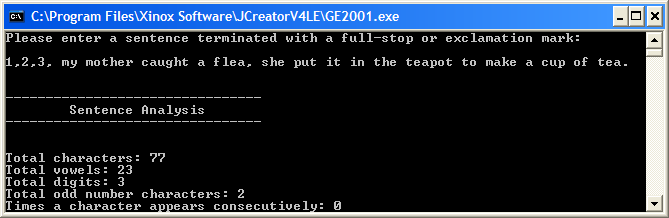 C:\Program Files\Xinox Software\JCreatorV4LE\GE2001.exe
Please enter a sentence terminated with a full-stop or exclamation mark:
1,2,3, my mother caught a flea, she put it in the teapot to make a cup of tea.
--------------------------------
Sentence Analysis
--------------------------------
Total characters: 77
Total vowels: 23
Total digits: 3
Total odd number characters: 2
Times a character appears consecutively: 0